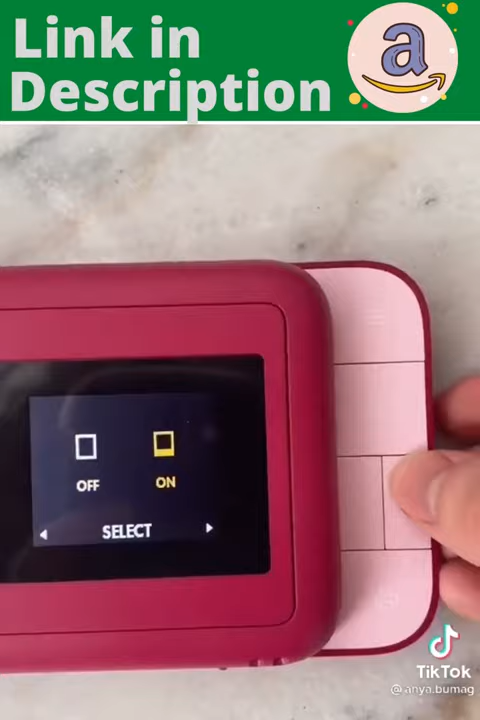 Link in
Description
a
OFF
ON
SELECT
TikTok
@anya.bumag